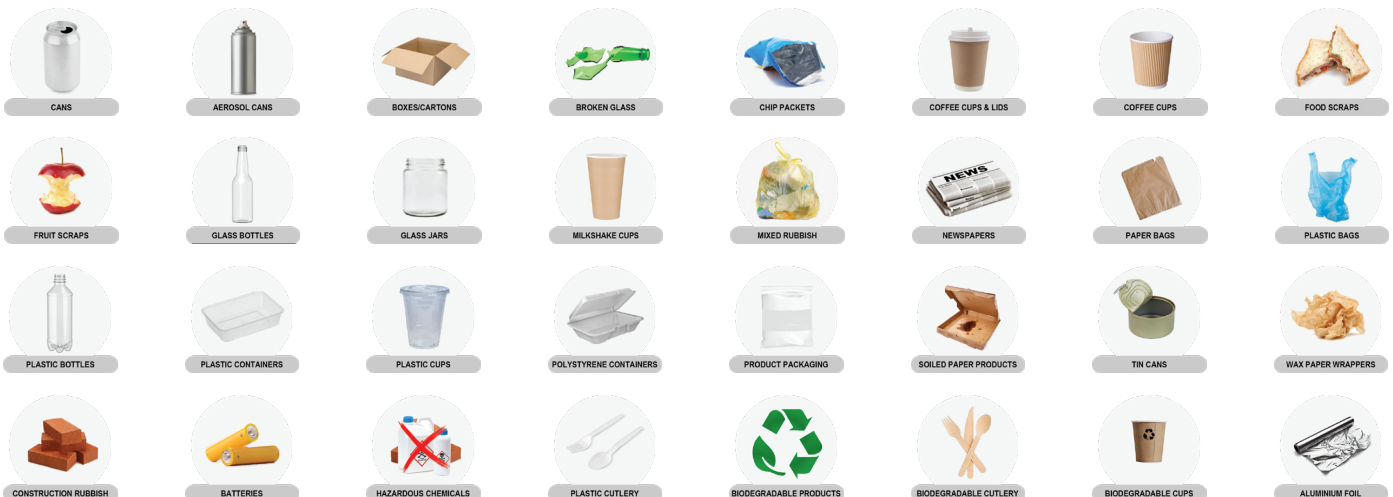 CANS
AEROSOL CANS
BOXES/CARTONS
BROKEN GLASS
CHIP PACKETS
COFFEE CUPS & LIDS
COFFEE CUPS
FOOD SCRAPS
NEWS
FRUIT SCRAPS
GLASS BOTTLES
GLASS JARS
MILKSHAKE CUPS
MIXED RUBBISH
NEWSPAPERS
PAPER BAGS
PLASTIC BAGS
PLASTIC BOTTLES
PLASTIC CONTAINERS
PLASTIC CUPS
POLYSTYRENE CONTAINERS
PRODUCT PACKAGING
SOILED PAPER PRODUCTS
TIN CANS
WAX PAPER WRAPPERS
CONSTRUCTION RUBBISH
BATTERIES
HAZARDOUS CHEMICALS
PLASTIC CUTLERY
BIODEGRADABLE PRODUCTS
BIODEGRADABLE CUTLERY
BIODEGRADABLE CUPS
ALUMINIUM FOIL